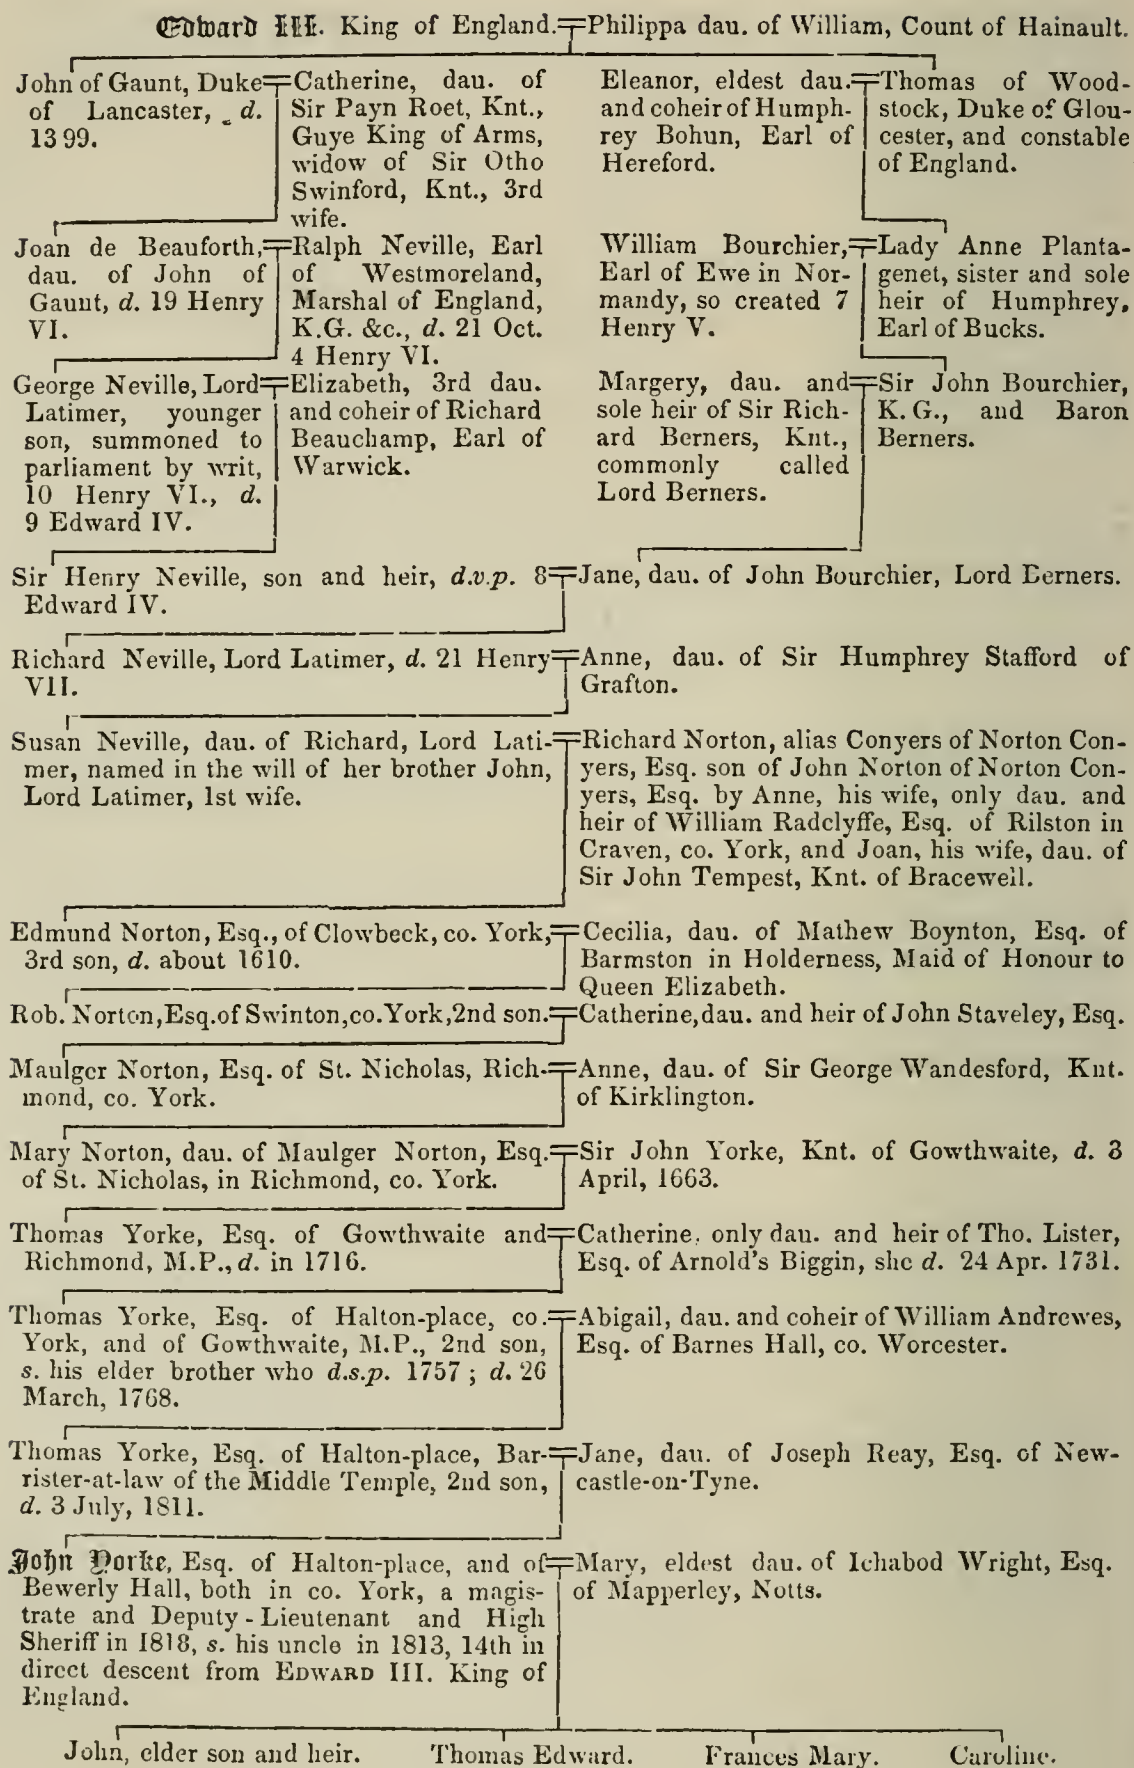 Edward III. King of England.=Philippa dau. of William, Count of Hainault.
John of Gaunt, Duke
of Lancaster, d.
1399.
Catherine, dau. of
Sir Payn Roet, Knt.,
Guye King of Arms,
widow of Sir Otho
Swinford, Knt., 3rd
wife.
Eleanor, eldest dau.
and coheir of Humph-
rey Bohun, Earl of
Hereford.
Thomas of Wood-
stock, Duke of Glou-
cester, and constable
of England.
Joan de Beauforth,
dau. of John of
Gaunt, d. 19 Henry
VI.
Ralph Neville, Earl
of Westmoreland,
Marshal of England,
K.G. &c., d. 21 Oct.
4 Henry VI.
William Bourchier,
Earl of Ewe in Nor-
mandy, so created 7
Henry V.
Lady Anne Planta-
genet, sister and sole
heir of Humphrey,
Earl of Bucks.
George Neville, Lord
Latimer, younger
son, summoned to
parliament by writ,
10 Henry VI., d.
9 Edward IV.
Elizabeth, 3rd dau.
and coheir of Richard
Beauchamp, Earl of
Warwick.
Margery, dau. and
sole heir of Sir Rich-
ard Berners, Knt.,
commonly called
Lord Berners.
Sir John Bourchier,
K.G., and Baron
Berners.
Sir Henry Neville, son and heir, d.v.p. 8
Edward IV.
Jane, dau. of John Bourchier, Lord Berners.
Richard Neville, Lord Latimer, d. 21 Henry
VII.
Anne, dau. of Sir Humphrey Stafford of
Grafton.
Susan Neville, dau. of Richard, Lord Lati-
mer, named in the will of her brother John,
Lord Latimer, 1st wife.
Richard Norton, alias Conyers of Norton Con-
yers, Esq. son of John Norton of Norton Con-
yers, Esq. by Anne, his wife, only dau. and
heir of William Radclyffe, Esq. of Rilston in
Craven, co. York, and Joan, his wife, dau. of
Sir John Tempest, Knt. of Bracewell.
Edmund Norton, Esq., of Clowbeck, co. York,
3rd son, d. about 1610.
Cecilia, dau. of Mathew Boynton, Esq. of
Barmston in Holderness, Maid of Honour to
Queen Elizabeth.
Rob. Norton, Esq. of Swinton, co. York, 2nd son.
Catherine, dau. and heir of John Staveley, Esq.
Maulger Norton, Esq. of St. Nicholas, Rich-
mond, co. York.
Anne, dau. of Sir George Wandesford, Knt.
of Kirklington.
Mary Norton, dau. of Maulger Norton, Esq.
of St. Nicholas, in Richmond, co. York.
Sir John Yorke, Knt. of Gowthwaite, d. 3
April, 1663.
Thomas Yorke, Esq. of Gowthwaite and
Richmond, M.P., d. in 1716.
Catherine, only dau. and heir of Tho. Lister,
Esq. of Arnold's Biggin, she d. 24 Apr. 1731.
Thomas Yorke, Esq. of Halton-place, co.
York, and of Gowthwaite, M.P., 2nd son,
s. his elder brother who d.s.p. 1757 ; d. 26
March, 1768.
Abigail, dau. and coheir of William Andrewes,
Esq. of Barnes Hall, co. Worcester.
Thomas Yorke, Esq. of Halton-place, Bar-
rister-at-law of the Middle Temple, 2nd son,
d. 3 July, 1811.
Jane, dau. of Joseph Reay, Esq. of New-
castle-on-Tyne.
John Yorke, Esq. of Halton-place, and of
Bewerly Hall, both in co. York, a magis-
trate and Deputy-Lieutenant and High
Sheriff in 1818, s. his uncle in 1813, 14th in
direct descent from EDWARD III. King of
England.
Mary, eldest dau. of Ichabod Wright, Esq.
of Mapperley, Notts.
John, elder son and heir. Thomas Edward. Frances Mary. Caroline.